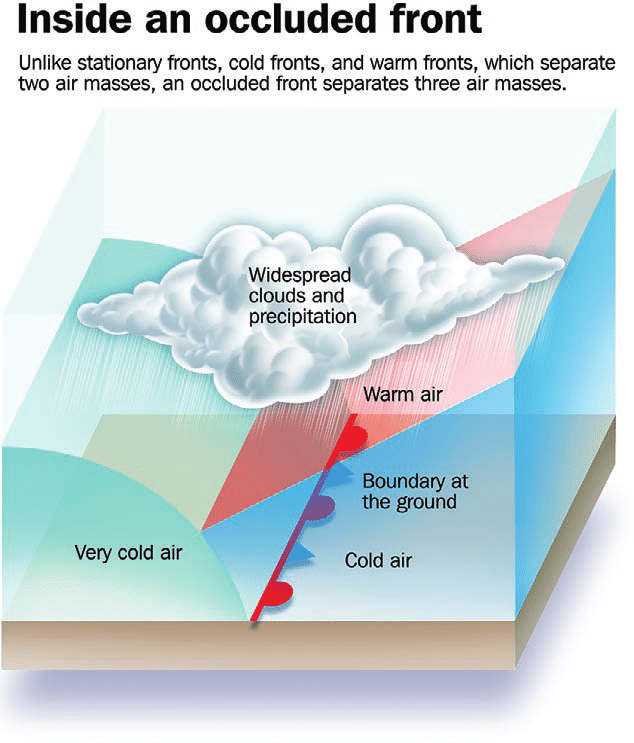 Inside an occluded front
Unlike stationary fronts, cold fronts, and warm fronts, which separate
two air masses, an occluded front separates three air masses.
Widespread
clouds and
precipitation
Warm air
Boundary at
the ground
Very cold air
Cold air